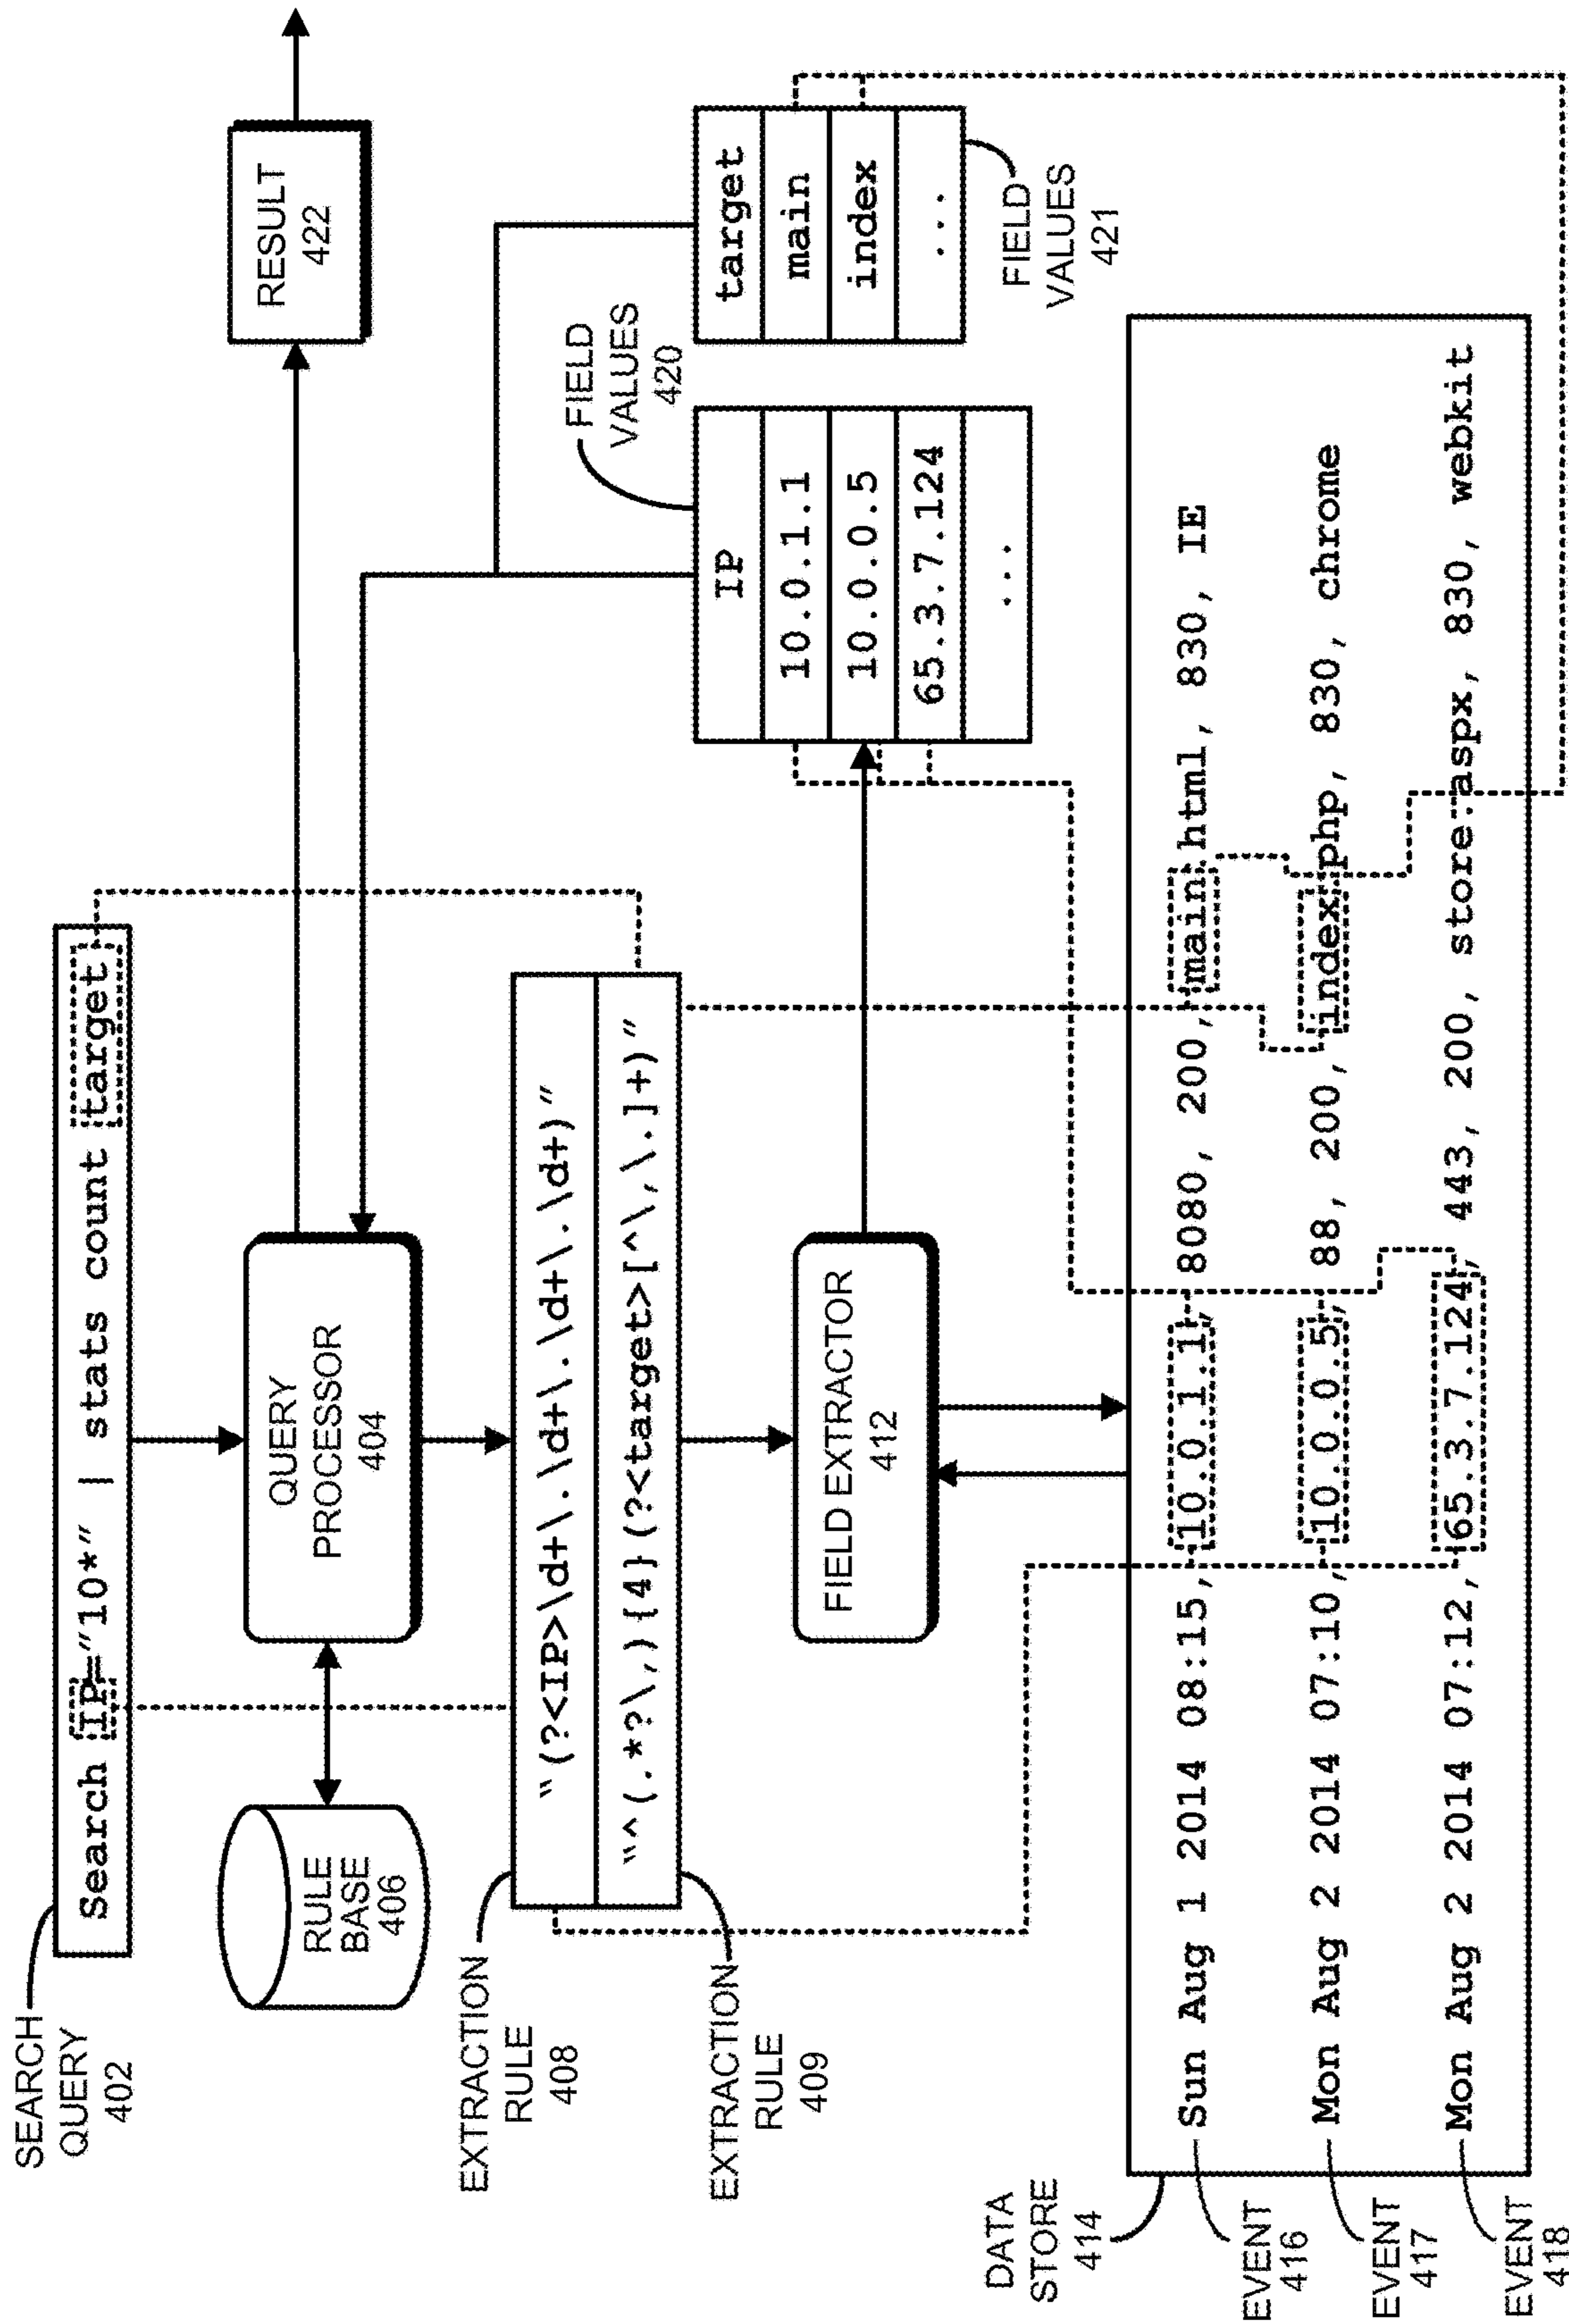 SEARCH
QUERY
402
Search IP="10*" | stats count target
RULE
BASE
406
QUERY
PROCESSOR
404
RESULT
422
EXTRACTION
RULE
408
"(?<IP>\d+\.\d+\.\d+\.\d+)"
"^(.*?\,){4}(?<target>[^\,\.]+)"
EXTRACTION
RULE
409
FIELD EXTRACTOR
412
FIELD
VALUES
420
IP
10.0.1.1
10.0.0.5
65.3.7.124
...
target
main
index
...
FIELD
VALUES
421
DATA
STORE
414
EVENT
416
Sun Aug 1 2014 08:15, 10.0.1.1, 8080, 200, main.html, 830, IE
EVENT
417
Mon Aug 2 2014 07:10, 10.0.0.5, 88, 200, index.php, 830, chrome
EVENT
418
Mon Aug 2 2014 07:12, 65.3.7.124, 443, 200, store.aspx, 830, webkit